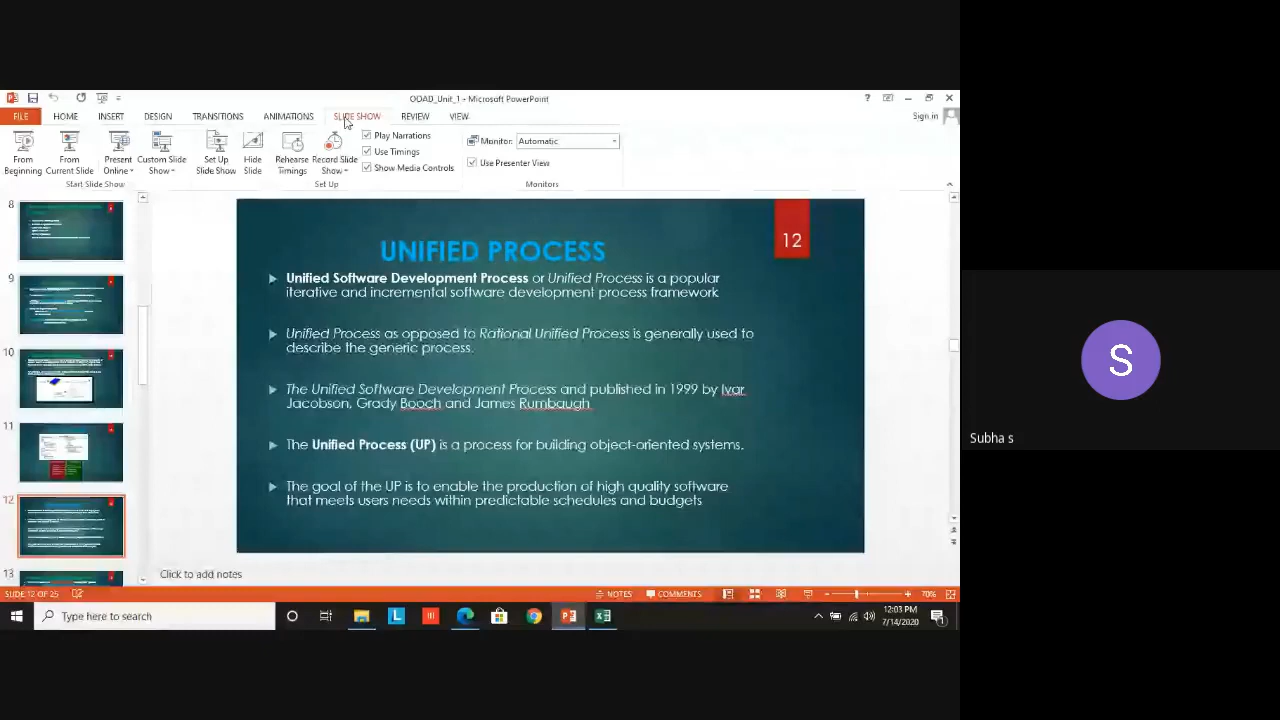 OOAD_Unit_1 - Microsoft PowerPoint
FILE HOME INSERT DESIGN TRANSITIONS ANIMATIONS SLIDE SHOW REVIEW VIEW Sign in
From Beginning
From Current Slide
Present Online
Custom Slide Show
Set Up Slide Show
Hide Slide
Rehearse Timings
Record Slide Show
Play Narrations
Use Timings
Show Media Controls
Monitor: Automatic
Use Presenter View
Start Slide Show
Set Up
Monitors
8
9
10
11
12
13
12
UNIFIED PROCESS
Unified Software Development Process or Unified Process is a popular
iterative and incremental software development process framework
Unified Process as opposed to Rational Unified Process is generally used to
describe the generic process.
The Unified Software Development Process and published in 1999 by Ivar
Jacobson, Grady Booch and James Rumbaugh
The Unified Process (UP) is a process for building object-oriented systems.
The goal of the UP is to enable the production of high quality software
that meets users needs within predictable schedules and budgets
Click to add notes
SLIDE 12 OF 25 NOTES COMMENTS 70%
Type here to search
12:03 PM
7/14/2020
S
Subha s